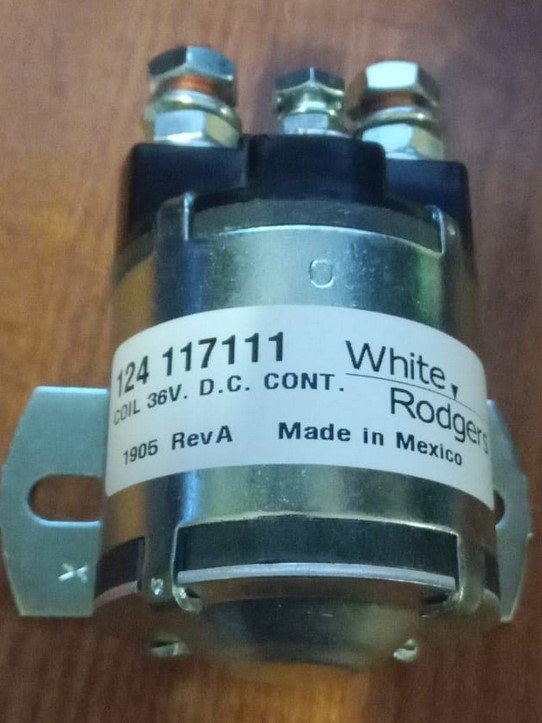 124 117111
COIL 36V. D.C. CONT.
1905 RevA
White
Rodgers
Made in Mexico